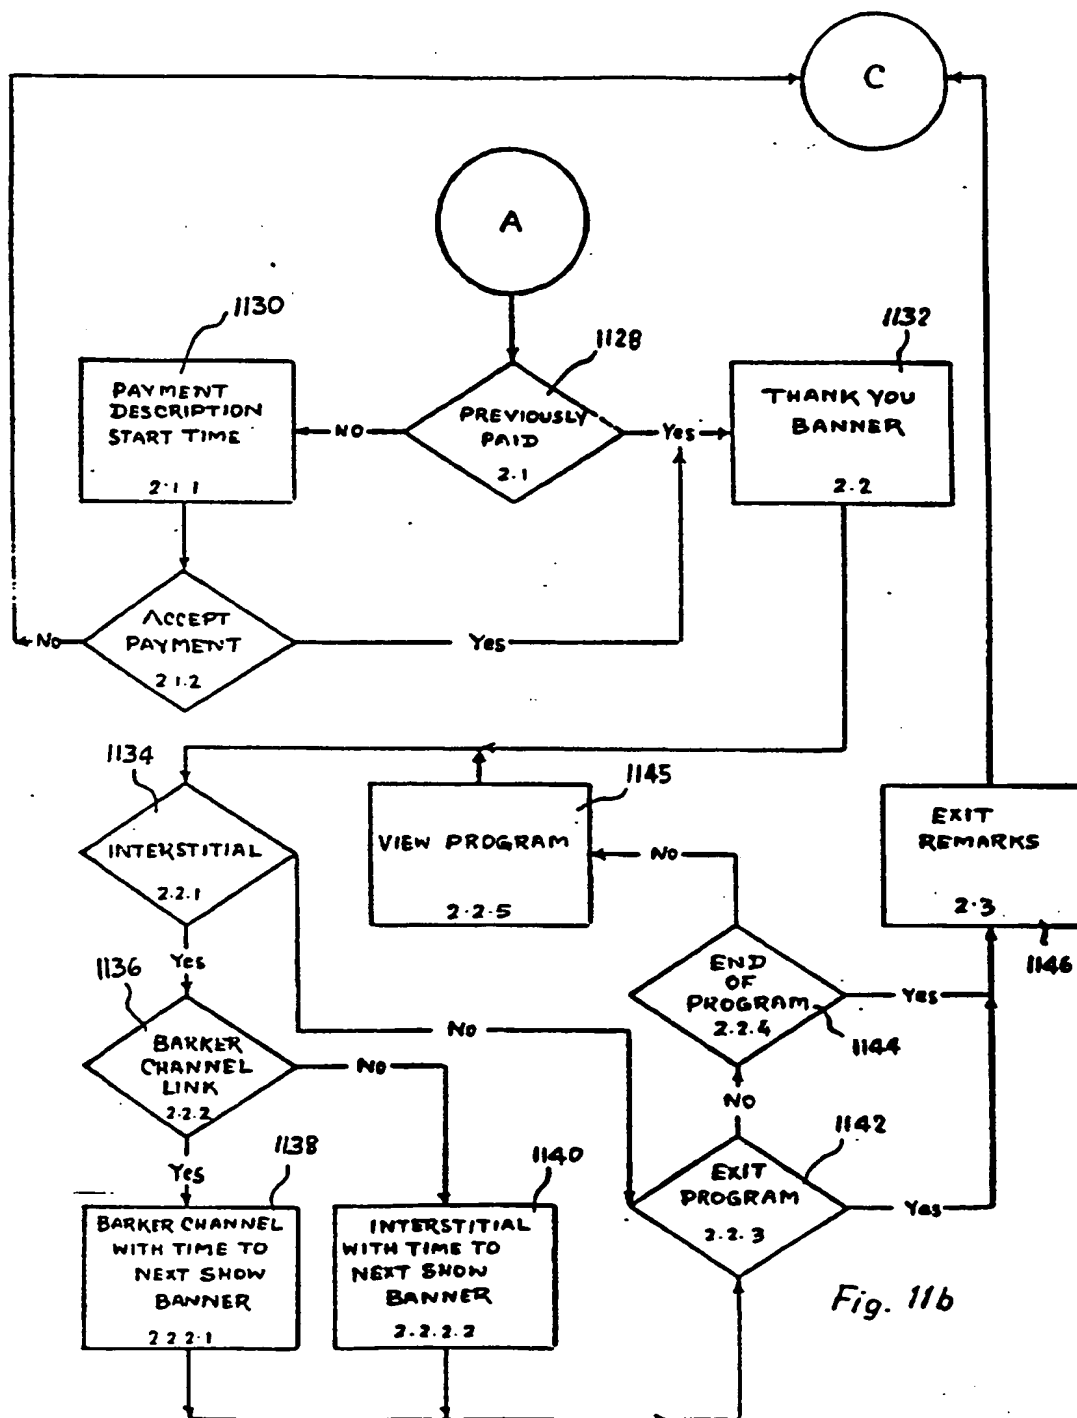 C
A
1130
1128
1132
PAYMENT
DESCRIPTION
START TIME
2.1.1
NO
PREVIOUSLY
PAID
2.1
Yes
THANK YOU
BANNER
2.2
ACCEPT
PAYMENT
2.1.2
No
Yes
1134
INTERSTITIAL
2.2.1
1145
VIEW PROGRAM
2.2.5
No
EXIT
REMARKS
2.3
1146
Yes
1136
BARKER
CHANNEL
LINK
2.2.2
No
No
END
OF
PROGRAM
2.2.4
1144
Yes
NO
Yes
1138
BARKER CHANNEL
WITH TIME TO
NEXT SHOW
BANNER
2.2.2.1
1140
INTERSTITIAL
WITH TIME TO
NEXT SHOW
BANNER
2.2.2.2
1142
EXIT
PROGRAM
2.2.3
Yes
Fig. 11b